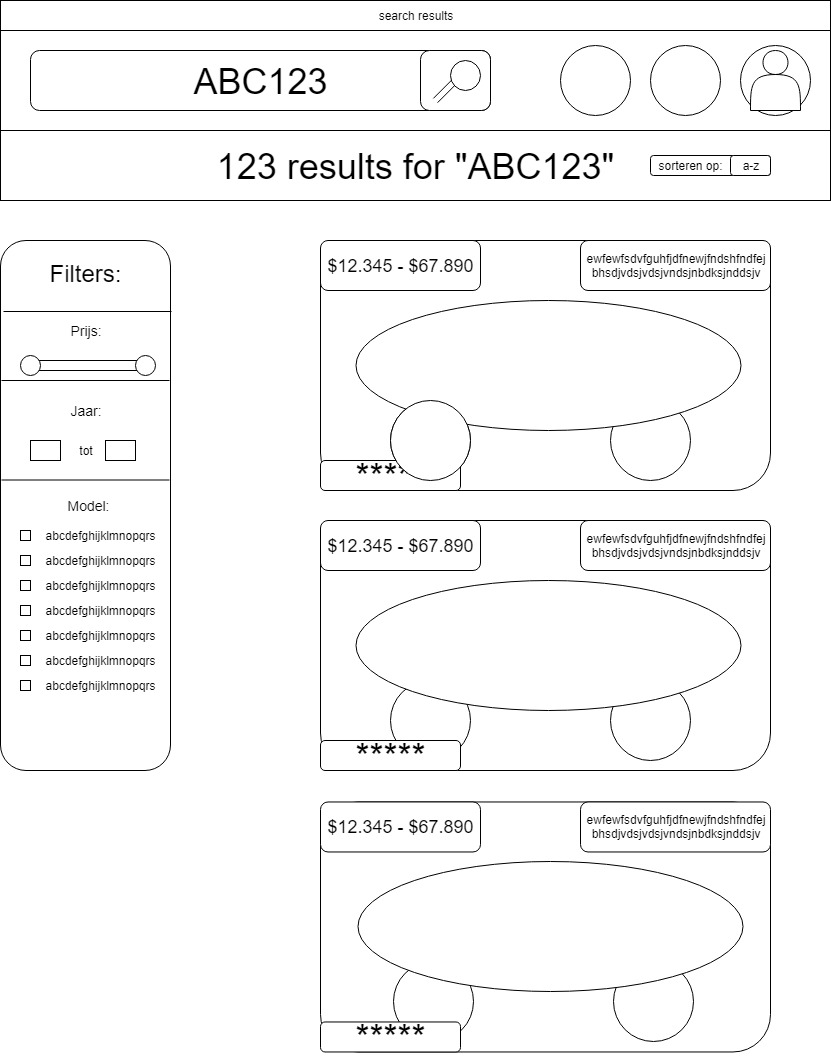 search results
ABC123
123 results for "ABC123"
sorteren op:
a-z
Filters:
Prijs:
Jaar:
tot
Model:
abcdefghijklmnopqrs
abcdefghijklmnopqrs
abcdefghijklmnopqrs
abcdefghijklmnopqrs
abcdefghijklmnopqrs
abcdefghijklmnopqrs
abcdefghijklmnopqrs
$12.345 - $67.890
ewfewfsdvfguhfjdfnewjfndshfndfej
bhsdjvdsjvdsjvndsjnbdksjnddsjv
****
$12.345 - $67.890
ewfewfsdvfguhfjdfnewjfndshfndfej
bhsdjvdsjvdsjvndsjnbdksjnddsjv
*****
$12.345 - $67.890
ewfewfsdvfguhfjdfnewjfndshfndfej
bhsdjvdsjvdsjvndsjnbdksjnddsjv
*****